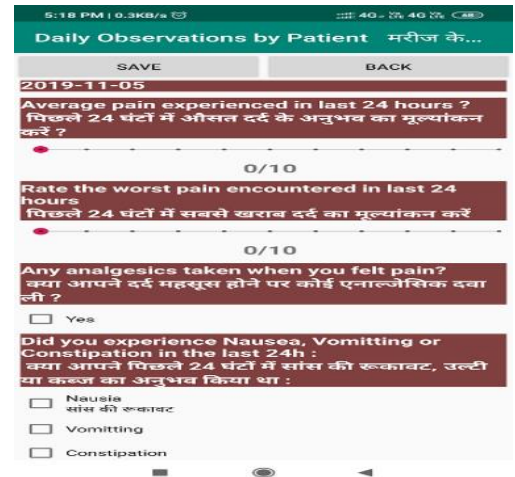 5:18 PM | 0.3KB/s
4G 4G 48
Daily Observations by Patient मरीज के...
SAVE BACK
2019-11-05
Average pain experienced in last 24 hours ?
पिछले 24 घंटों में औसत दर्द के अनुभव का मूल्यांकन
करें ?
0/10
Rate the worst pain encountered in last 24
hours
पिछले 24 घंटों में सबसे खराब दर्द का मूल्यांकन करें
0/10
Any analgesics taken when you felt pain?
क्या आपने दर्द महसूस होने पर कोई एनाल्जेसिक दवा
ली ?
Yes
Did you experience Nausea, Vomitting or
Constipation in the last 24h :
क्या आपने पिछले 24 घंटों में सांस की रूकावट, उल्टी
या कब्ज का अनुभव किया था :
Nausia
सांस की रूकावट
Vomitting
Constipation